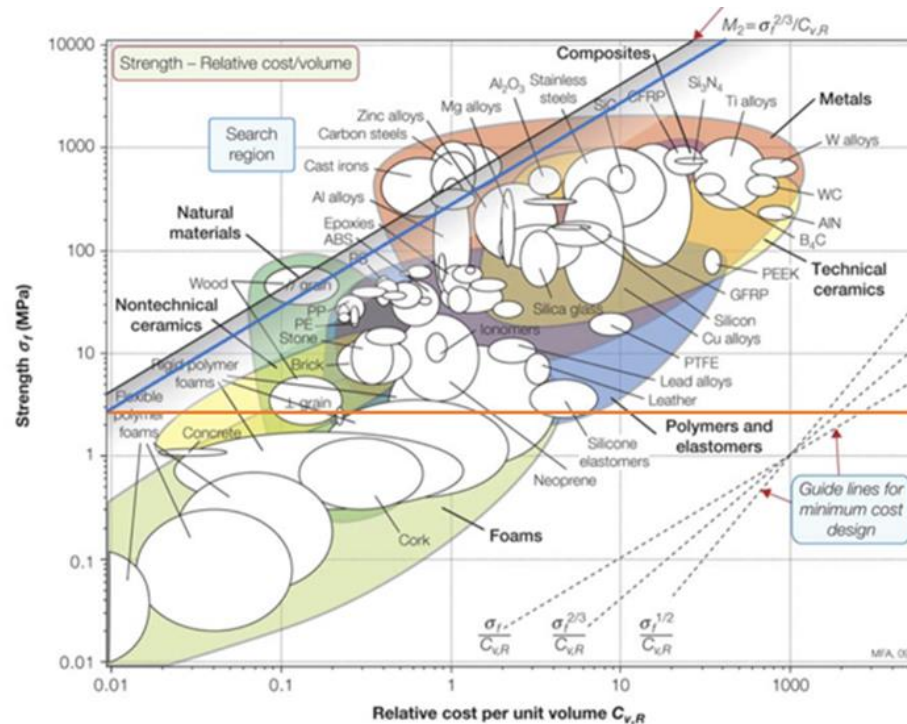 M₂=σf^2/3/Cv,R
10000
Strength – Relative cost/volume
Composites
Al₂O₃
Stainless
steels
SiC
CFRP
Si₃N₄
Ti alloys
Metals
Zinc alloys
Mg alloys
Carbon steels
Search
region
W alloys
1000
Cast irons
WC
Al alloys
AlN
Natural
materials
Epoxies
ABS
B₄C
100
PS
Technical
ceramics
Wood
// grain
PEEK
Nontechnical
ceramics
GFRP
Silica glass
PP
PE
Silicon
Stone
Ionomers
Cu alloys
10
Rigid polymer
foams
Brick
PTFE
Lead alloys
Leather
Flexible
polymer
foams
⊥ grain
Polymers and
elastomers
Concrete
Silicone
elastomers
1
Neoprene
Guide lines for
minimum cost
design
Foams
Cork
0.1
σf/Cv,R
σf^2/3/Cv,R
σf^1/2/Cv,R
MFA, 09
0.01
0.01
0.1
1
10
1000
Strength σf (MPa)
Relative cost per unit volume Cv,R